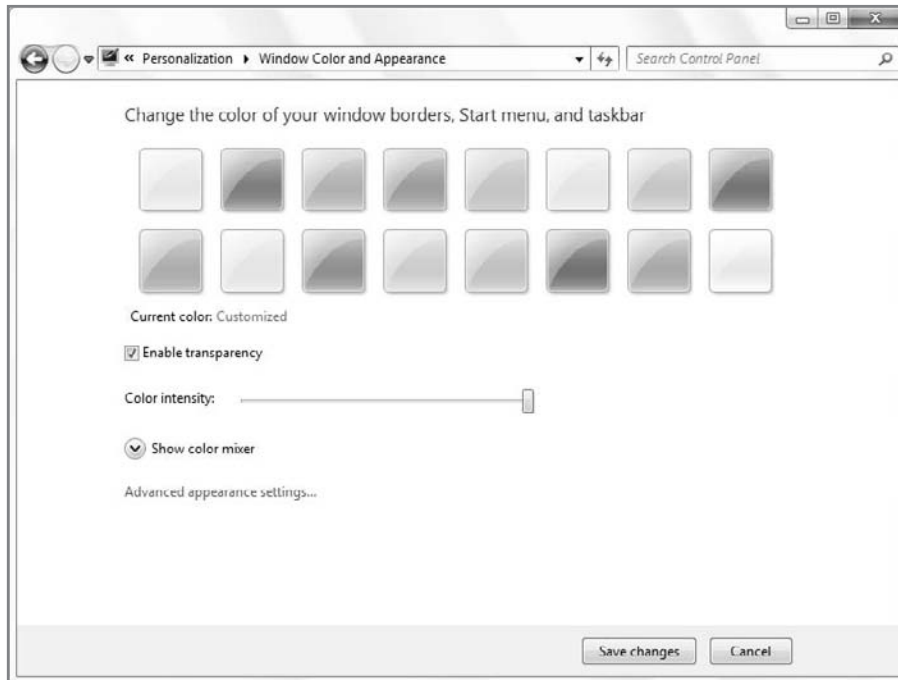 « Personalization ▸ Window Color and Appearance
Search Control Panel
Change the color of your window borders, Start menu, and taskbar
Current color: Customized
Enable transparency
Color intensity:
Show color mixer
Advanced appearance settings...
Save changes
Cancel